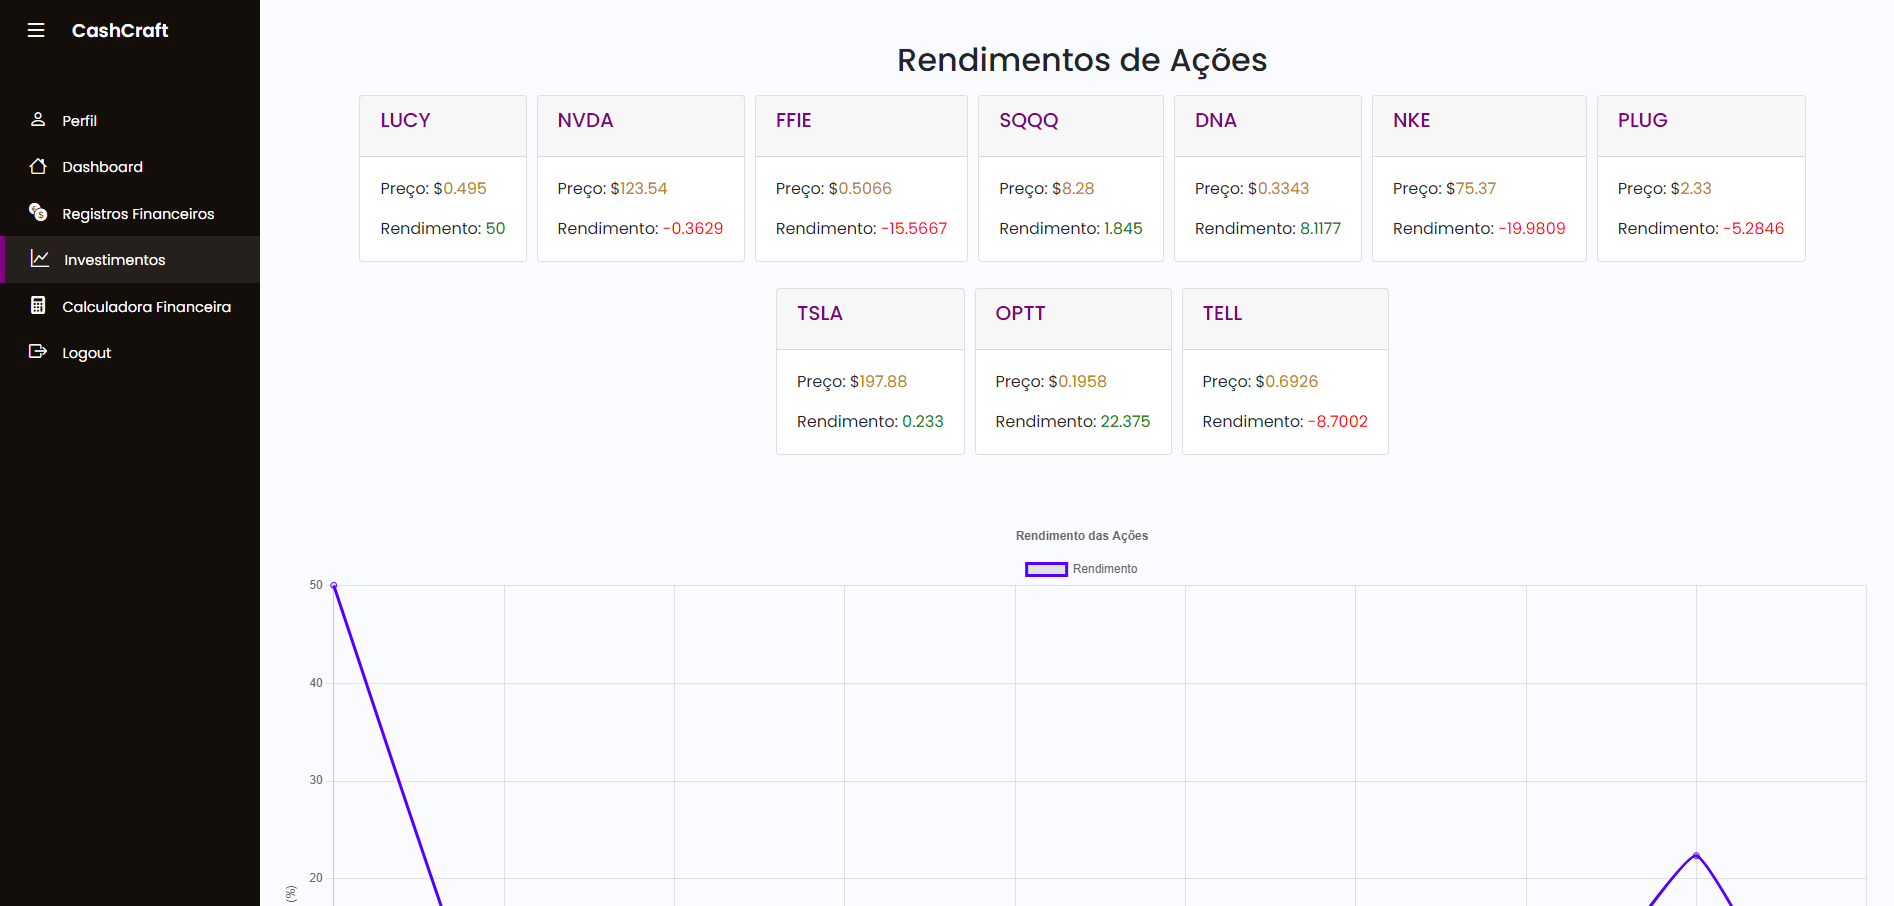 CashCraft
Perfil
Dashboard
Registros Financeiros
Investimentos
Calculadora Financeira
Logout
Rendimentos de Ações
LUCY
Preço: $0.495
Rendimento: 50
NVDA
Preço: $123.54
Rendimento: -0.3629
FFIE
Preço: $0.5066
Rendimento: -15.5667
SQQQ
Preço: $8.28
Rendimento: 1.845
DNA
Preço: $0.3343
Rendimento: 8.1177
NKE
Preço: $75.37
Rendimento: -19.9809
PLUG
Preço: $2.33
Rendimento: -5.2846
TSLA
Preço: $197.88
Rendimento: 0.233
OPTT
Preço: $0.1958
Rendimento: 22.375
TELL
Preço: $0.6926
Rendimento: -8.7002
Rendimento das Ações
Rendimento
50
40
30
20
(%)